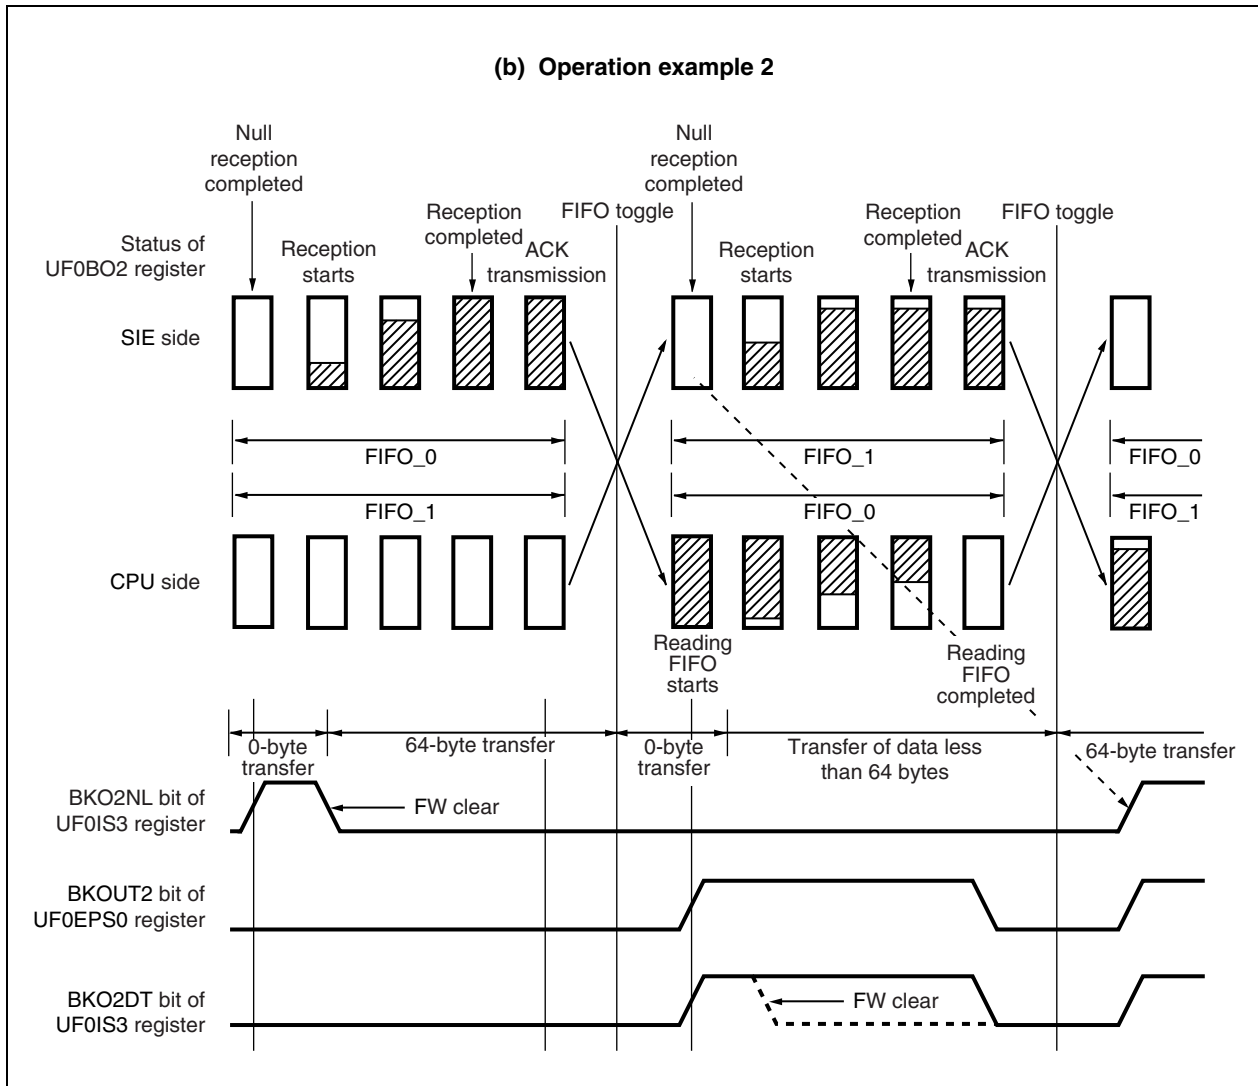 (b) Operation example 2
Null
reception
completed
Reception
completed
FIFO toggle
Null
reception
completed
Reception
completed
FIFO toggle
Status of
UF0BO2 register
Reception
starts
ACK
transmission
Reception
starts
ACK
transmission
SIE side
FIFO_0
FIFO_1
FIFO_0
FIFO_1
FIFO_0
FIFO_1
CPU side
Reading
FIFO
starts
Reading
FIFO
completed
0-byte
transfer
64-byte transfer
0-byte
transfer
Transfer of data less
than 64 bytes
64-byte transfer
BKO2NL bit of
UF0IS3 register
FW clear
BKOUT2 bit of
UF0EPS0 register
BKO2DT bit of
UF0IS3 register
FW clear